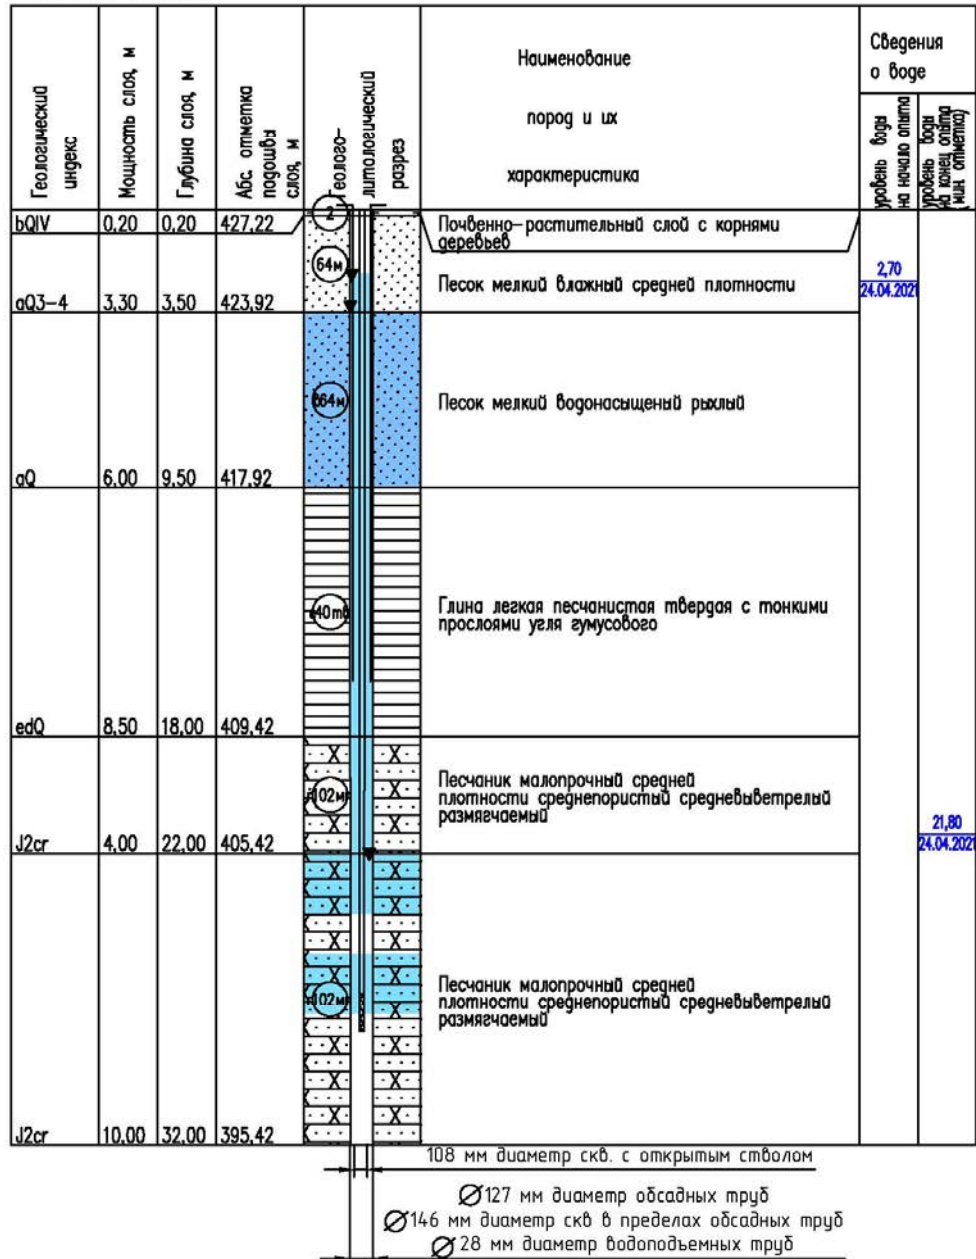 Геологический
индекс
Мощность слоя, м
Глубина слоя, м
Абс. отметка
подошвы
слоя, м
Геолого-
литологический
разрез
Наименование
пород и их
характеристика
Сведения
о воде
уровень воды
на начало опыта
уровень воды
на конец опыта
(мин. отметка)
bQIV 0,20 0,20 427,22
2
Почвенно-растительный слой с корнями
деревьев
64м
Песок мелкий влажный средней плотности
2,70
24.04.2021
aQ3-4 3,30 3,50 423,92
64м
Песок мелкий водонасыщеный рыхлый
aQ 6,00 9,50 417,92
40тв
Глина легкая песчанистая твердая с тонкими
прослоями угля гумусового
edQ 8,50 18,00 409,42
102м
Песчаник малопрочный средней
плотности среднепористый средневыветрелый
размягчаемый
21,80
24.04.2021
J2cr 4,00 22,00 405,42
102м
Песчаник малопрочный средней
плотности среднепористый средневыветрелый
размягчаемый
J2cr 10,00 32,00 395,42
108 мм диаметр скв. с открытым стволом
Ø127 мм диаметр обсадных труб
Ø146 мм диаметр скв в пределах обсадных труб
Ø 28 мм диаметр водоподъемных труб